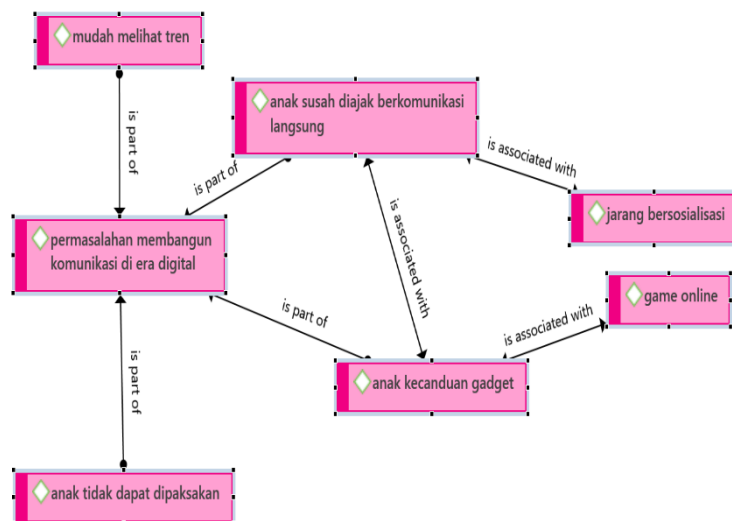 mudah melihat tren
is part of
anak susah diajak berkomunikasi
langsung
is part of
is associated with
jarang bersosialisasi
permasalahan membangun
komunikasi di era digital
is associated with
is part of
game online
is associated with
anak kecanduan gadget
is part of
anak tidak dapat dipaksakan